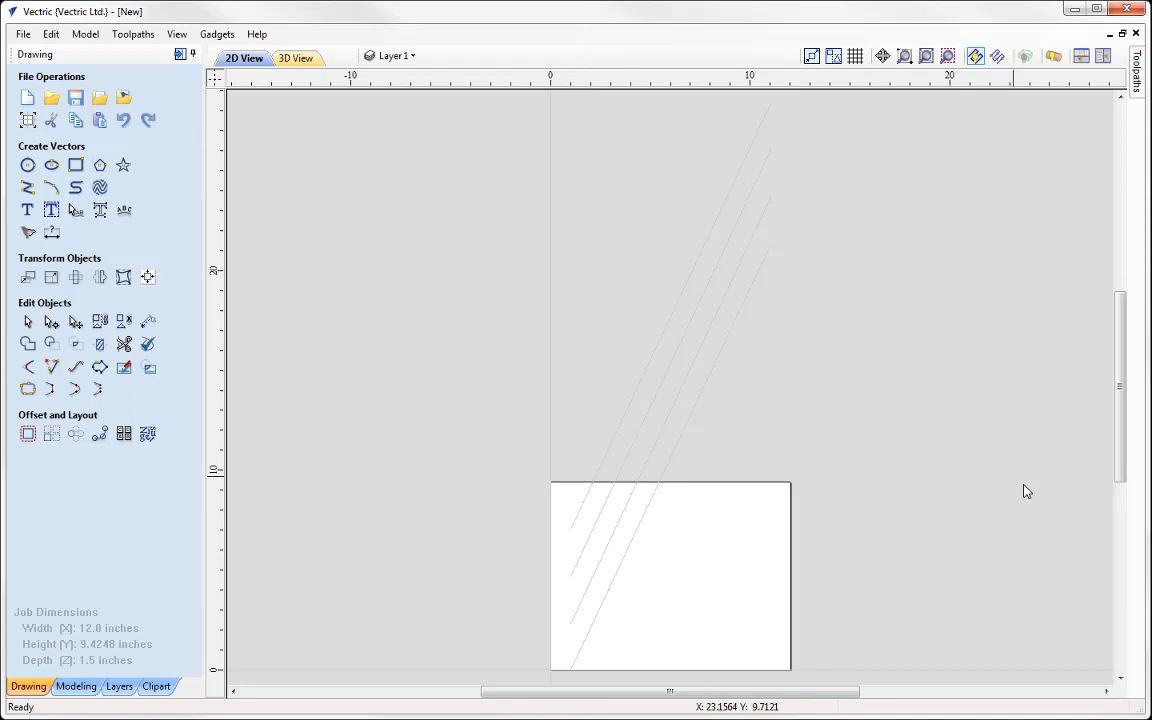 Vectric {Vectric Ltd.} - [New]
File Edit Model Toolpaths View Gadgets Help
Drawing
2D View
3D View
Layer 1
Toolpaths
-10 0 10 20
20
10
0
File Operations
Create Vectors
Transform Objects
Edit Objects
Offset and Layout
Job Dimensions
Width (X): 12.0 inches
Height (Y): 9.4248 inches
Depth (Z): 1.5 inches
Drawing Modeling Layers Clipart
Ready
X: 23.1564 Y: 9.7121